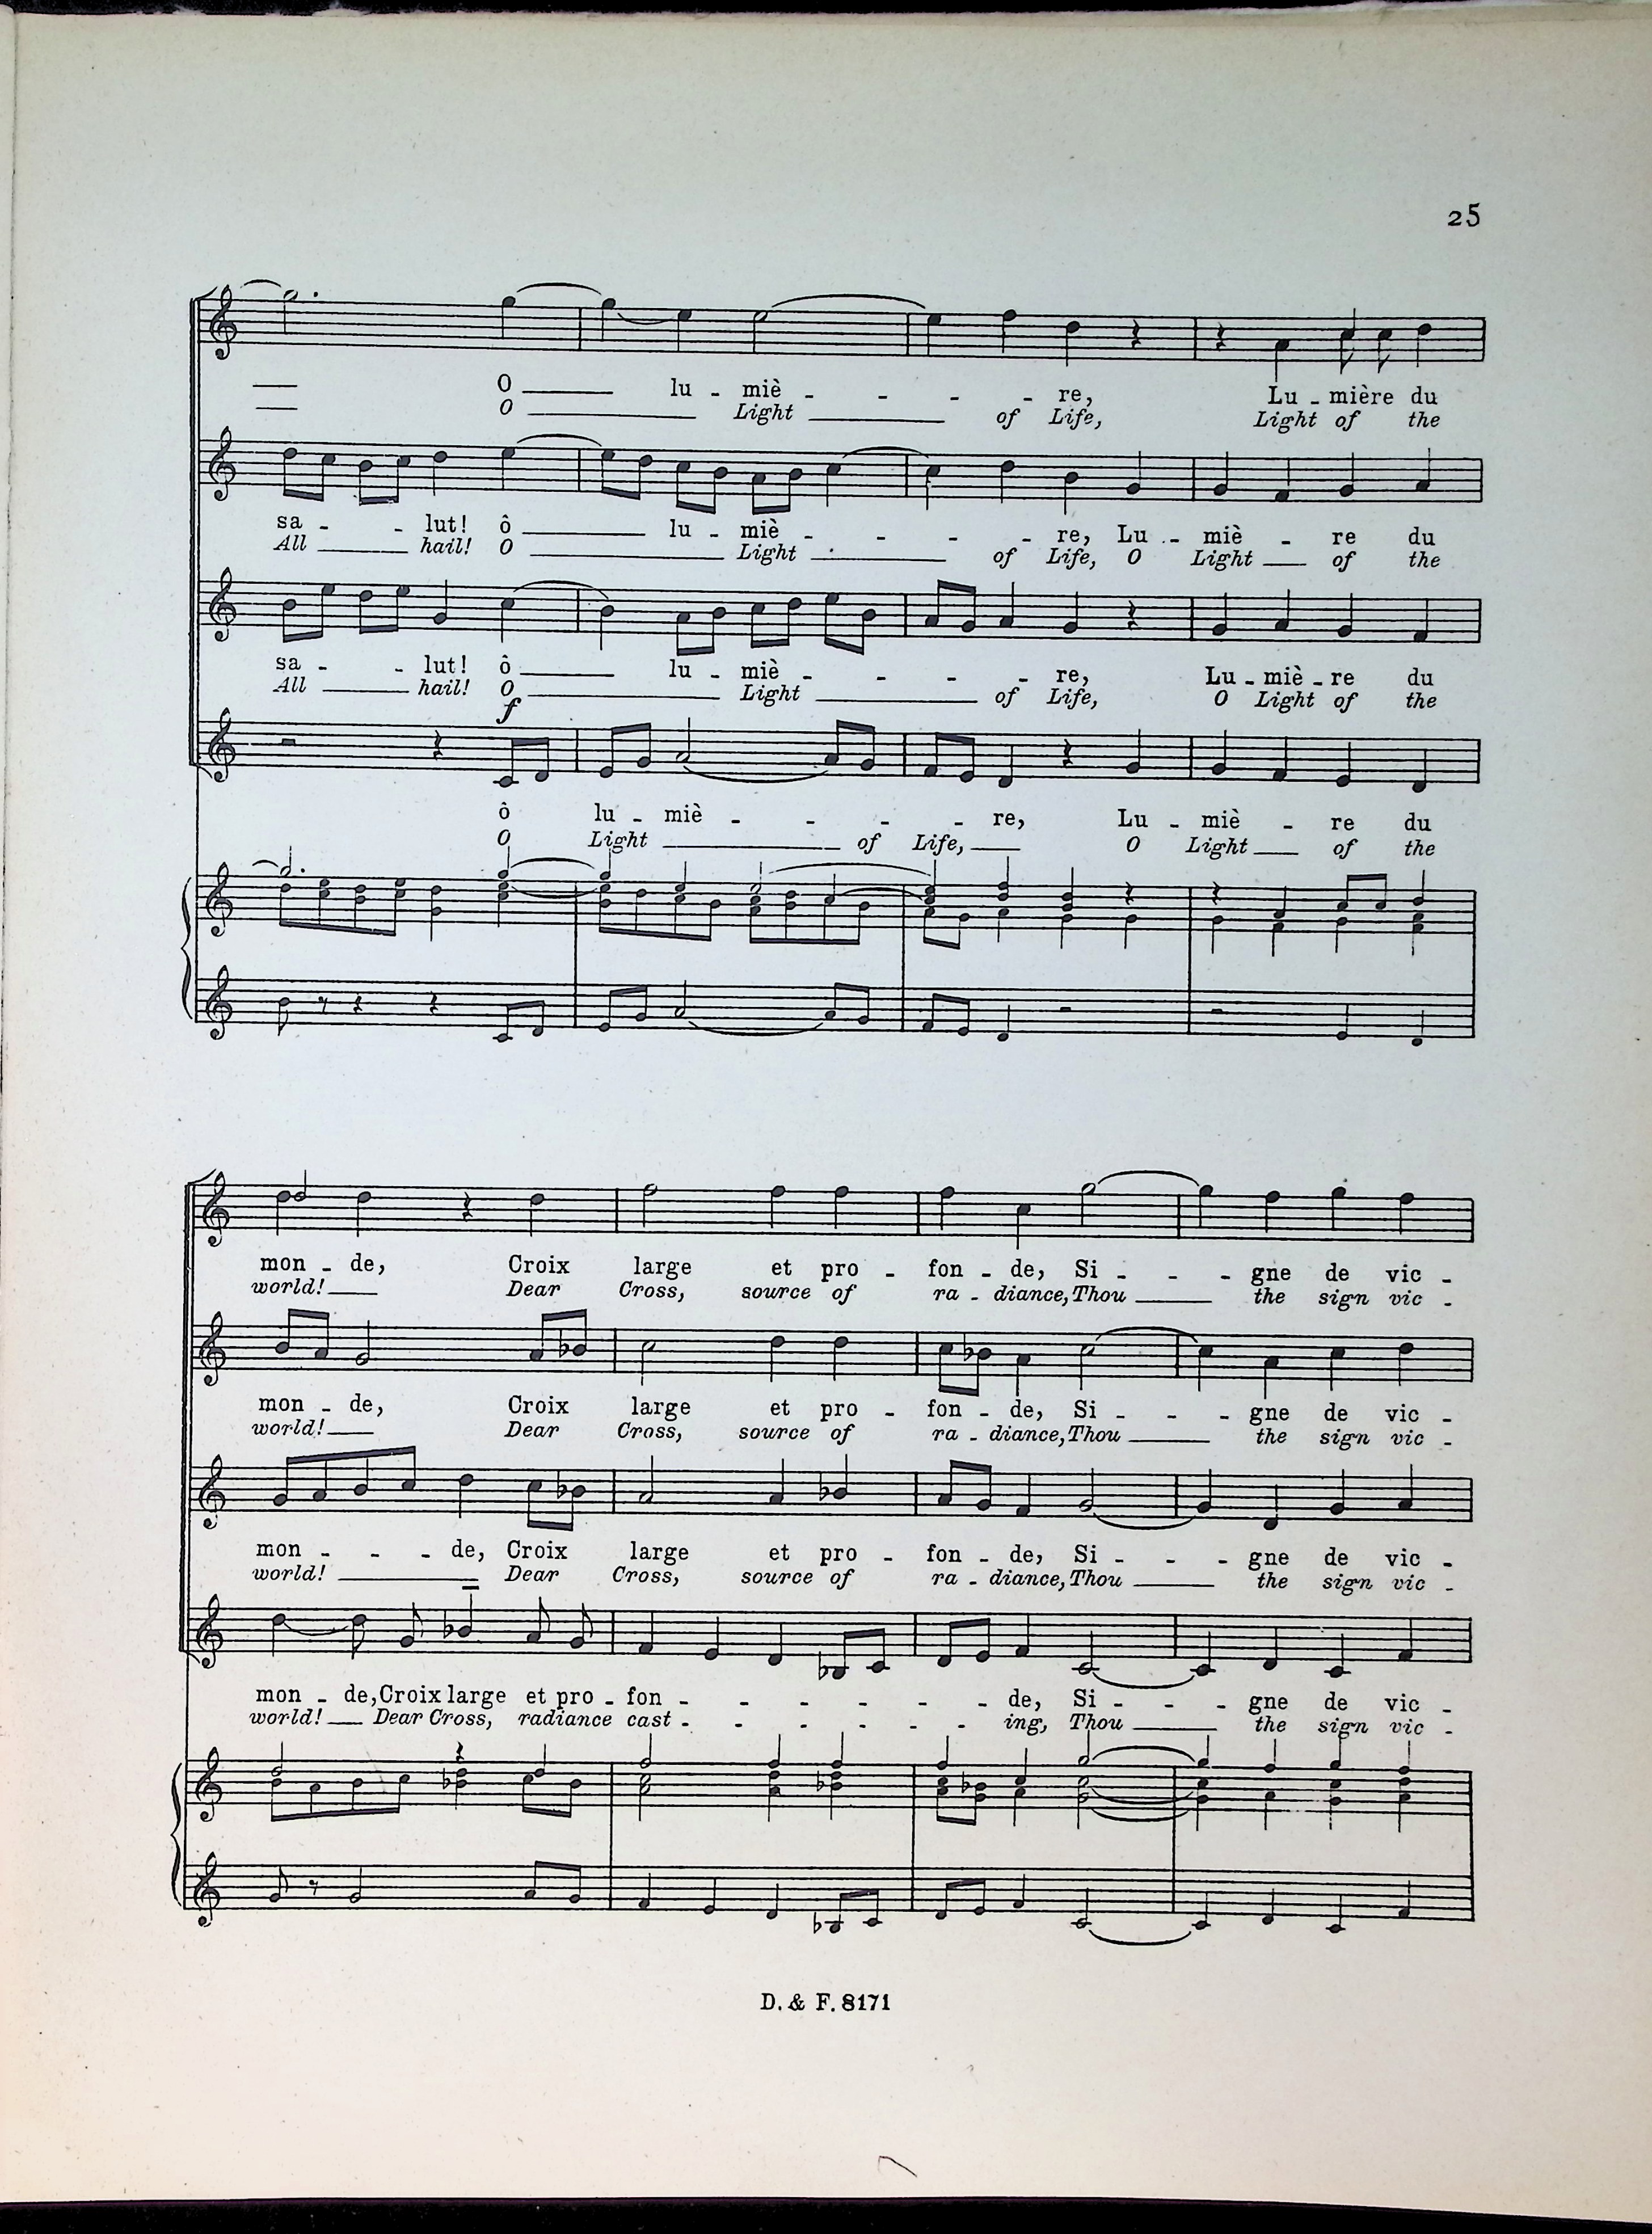 25
O lu - miè - - - - re, Lu - mière du
O Light of Life, Light of the
sa - - lut! ô lu - miè - - - - re, Lu - miè - re du
All hail! O Light of Life, O Light of the
sa - - lut! ô lu - miè - - - - re, Lu - miè - re du
All hail! O Light of Life, O Light of the
f
ô lu - miè - - - - re, Lu - miè - re du
O Light of Life, O Light of the
mon - de, Croix large et pro - fon - de, Si - - - gne de vic -
world! Dear Cross, source of ra - diance, Thou the sign vic -
mon - de, Croix large et pro - fon - de, Si - - - gne de vic -
world! Dear Cross, source of ra - diance, Thou the sign vic -
mon - - - de, Croix large et pro - fon - de, Si - - - gne de vic -
world! Dear Cross, source of ra - diance, Thou the sign vic -
mon - de, Croix large et pro - fon - - - - - - de, Si - - - gne de vic -
world! Dear Cross, radiance cast - - - - - - ing, Thou the sign vic -
D. & F. 8171